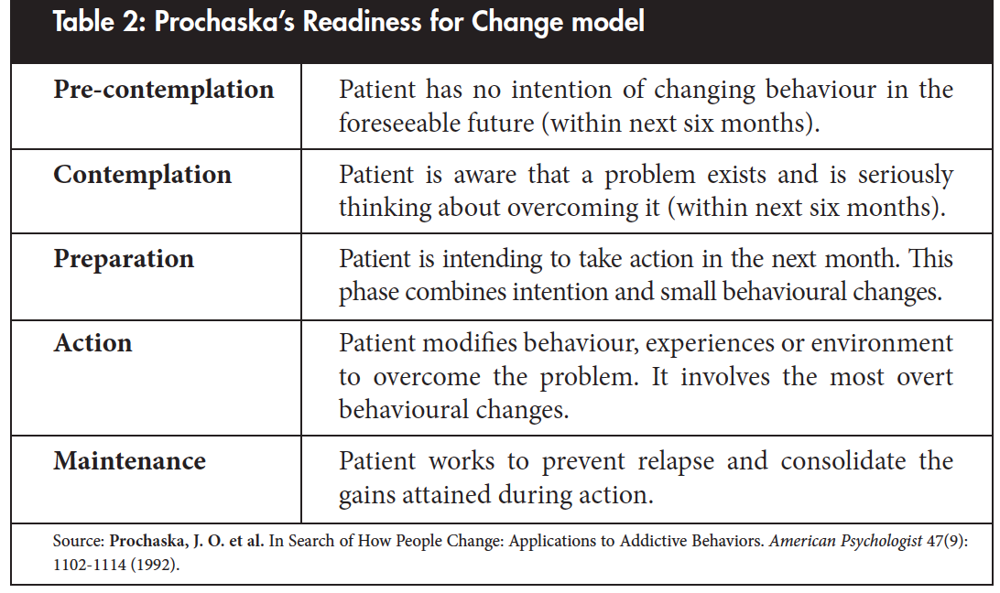 Table 2: Prochaska's Readiness for Change model
Pre-contemplation
Patient has no intention of changing behaviour in the
foreseeable future (within next six months).
Contemplation
Patient is aware that a problem exists and is seriously
thinking about overcoming it (within next six months).
Preparation
Patient is intending to take action in the next month. This
phase combines intention and small behavioural changes.
Action
Patient modifies behaviour, experiences or environment
to overcome the problem. It involves the most overt
behavioural changes.
Maintenance
Patient works to prevent relapse and consolidate the
gains attained during action.
Source: Prochaska, J. O. et al. In Search of How People Change: Applications to Addictive Behaviors. American Psychologist 47(9):
1102-1114 (1992).